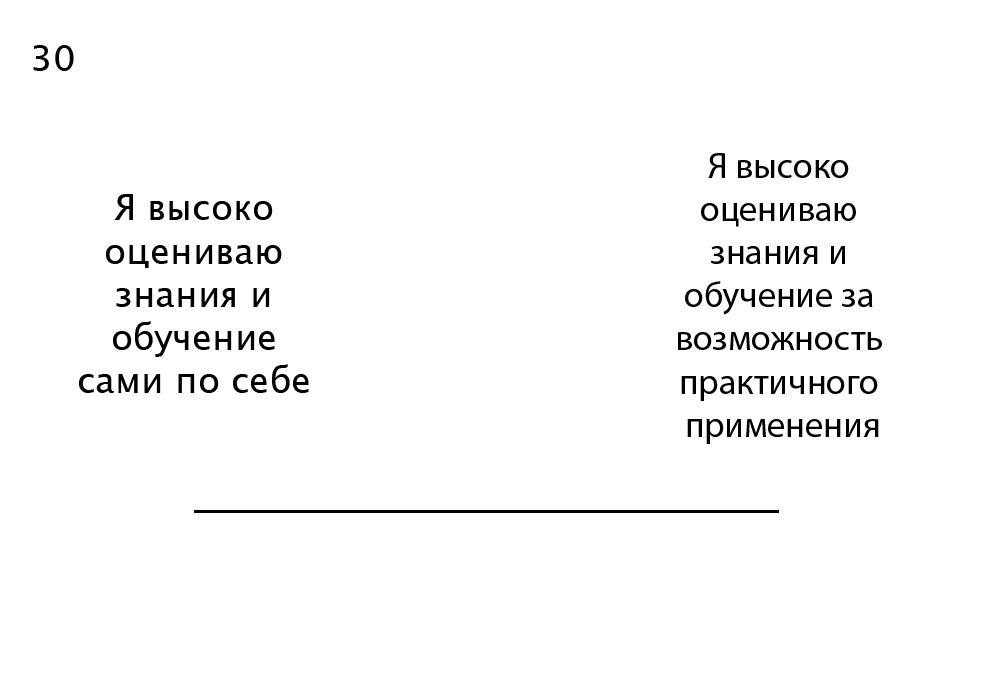 30
Я высоко
оцениваю
знания и
обучение
сами по себе
Я высоко
оцениваю
знания и
обучение за
возможность
практичного
применения